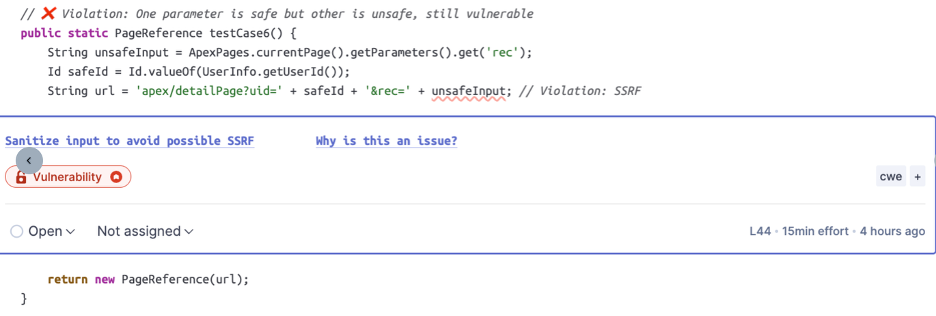 // ❌ Violation: One parameter is safe but other is unsafe, still vulnerable
public static PageReference testCase6() {
String unsafeInput = ApexPages.currentPage().getParameters().get('rec');
Id safeId = Id.valueOf(UserInfo.getUserId());
String url = 'apex/detailPage?uid=' + safeId + '&rec=' + unsafeInput; // Violation: SSRF
Sanitize input to avoid possible SSRF Why is this an issue?
Vulnerability cwe +
Open Not assigned L44 • 15min effort • 4 hours ago
return new PageReference(url);
}